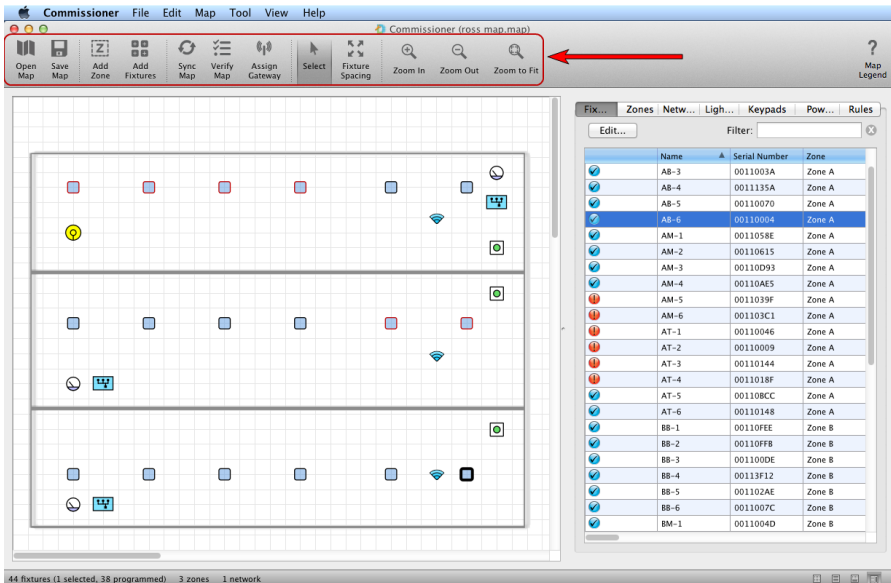 Commissioner File Edit Map Tool View Help
Commissioner (ross map.map)
Open Map
Save Map
Add Zone
Add Fixtures
Sync Map
Verify Map
Assign Gateway
Select
Fixture Spacing
Zoom In
Zoom Out
Zoom to Fit
? Map Legend
Fix... Zones Netw... Ligh... Keypads Pow... Rules
Edit... Filter:
Name Serial Number Zone
AB-3 0011003A Zone A
AB-4 0011135A Zone A
AB-5 00110070 Zone A
AB-6 00110004 Zone A
AM-1 0011058E Zone A
AM-2 00110615 Zone A
AM-3 00110D93 Zone A
AM-4 00110AE5 Zone A
AM-5 0011039F Zone A
AM-6 001103C1 Zone A
AT-1 00110046 Zone A
AT-2 00110009 Zone A
AT-3 00110144 Zone A
AT-4 0011018F Zone A
AT-5 00110BCC Zone A
AT-6 00110148 Zone A
BB-1 00110FEE Zone B
BB-2 00110FFB Zone B
BB-3 001100DE Zone B
BB-4 00113F12 Zone B
BB-5 001102AE Zone B
BB-6 0011007C Zone B
BM-1 0011004D Zone B
44 fixtures (1 selected, 38 programmed) 3 zones 1 network